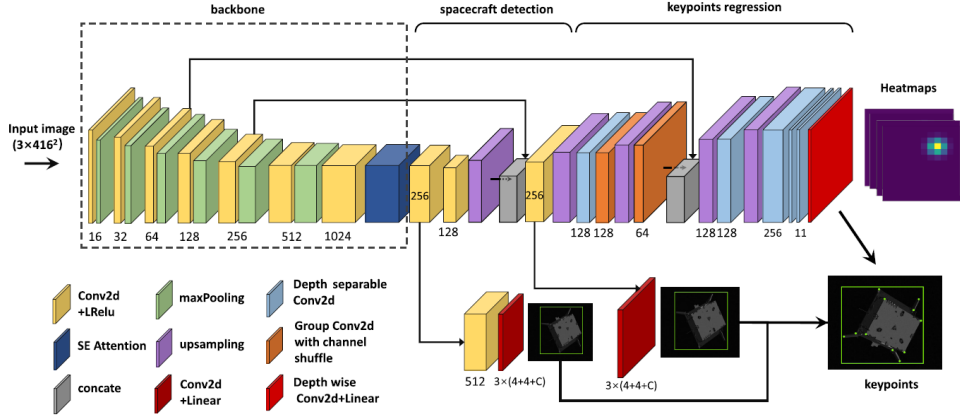 backbone
spacecraft detection
keypoints regression
Input image
(3×416²)
Heatmaps
256
256
16 32 64 128 256 512 1024 128 128 128 64 128 128 256 11
Conv2d
+LRelu
maxPooling
Depth separable
Conv2d
SE Attention
upsampling
Group Conv2d
with channel
shuffle
concate
Conv2d
+Linear
Depth wise
Conv2d+Linear
512
3×(4+4+C)
3×(4+4+C)
keypoints